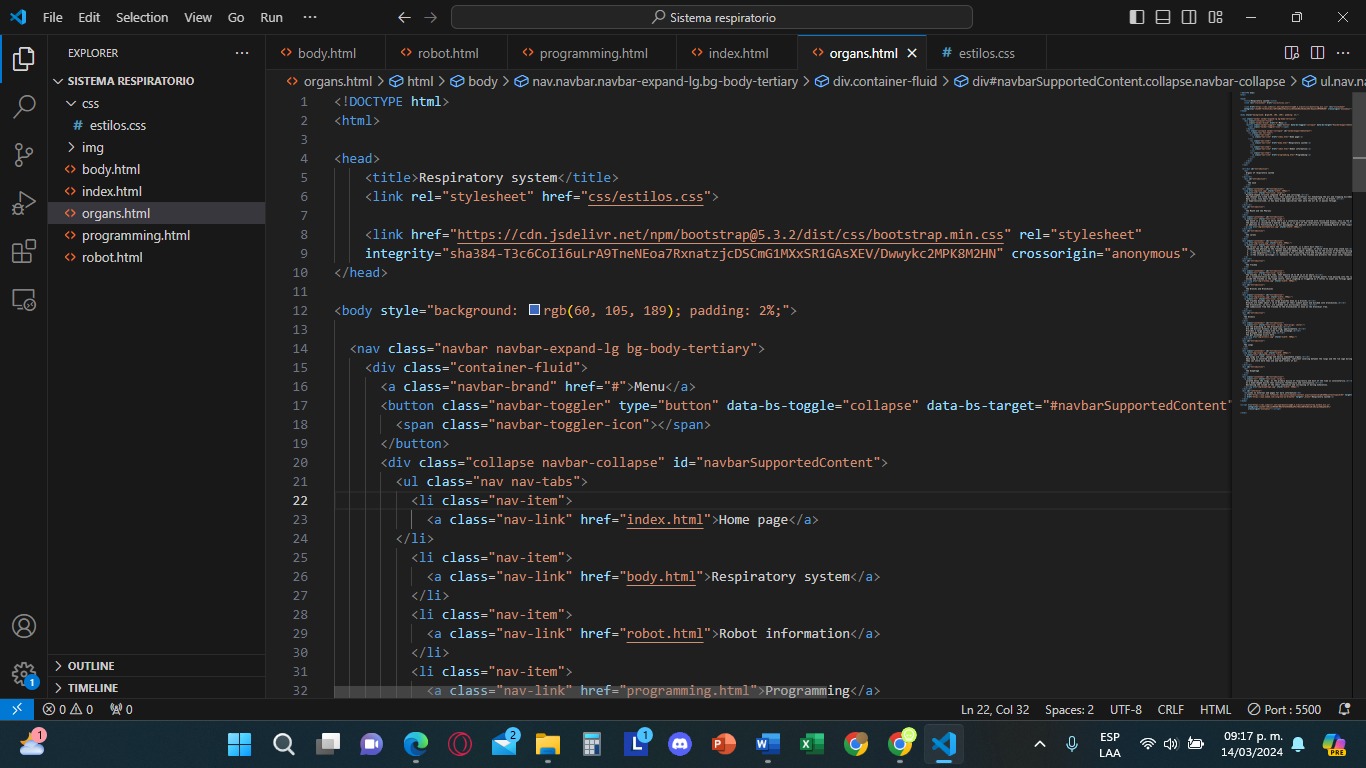 File Edit Selection View Go Run ··· Sistema respiratorio
EXPLORER ···
SISTEMA RESPIRATORIO
css
# estilos.css
img
<> body.html
<> index.html
<> organs.html
<> programming.html
<> robot.html
OUTLINE
TIMELINE
<> body.html <> robot.html <> programming.html <> index.html <> organs.html # estilos.css ···
<> organs.html > html > body > nav.navbar.navbar-expand-lg.bg-body-tertiary > div.container-fluid > div#navbarSupportedContent.collapse.navbar-collapse > ul.nav.na
1 <!DOCTYPE html>
2 <html>
3
4 <head>
5 <title>Respiratory system</title>
6 <link rel="stylesheet" href="css/estilos.css">
7
8 <link href="https://cdn.jsdelivr.net/npm/bootstrap@5.3.2/dist/css/bootstrap.min.css" rel="stylesheet"
9 integrity="sha384-T3c6CoIi6uLrA9TneNEoa7RxnatzjcDSCmG1MXxSR1GAsXEV/Dwwykc2MPK8M2HN" crossorigin="anonymous">
10 </head>
11
12 <body style="background: rgb(60, 105, 189); padding: 2%;">
13
14 <nav class="navbar navbar-expand-lg bg-body-tertiary">
15 <div class="container-fluid">
16 <a class="navbar-brand" href="#">Menu</a>
17 <button class="navbar-toggler" type="button" data-bs-toggle="collapse" data-bs-target="#navbarSupportedContent"
18 <span class="navbar-toggler-icon"></span>
19 </button>
20 <div class="collapse navbar-collapse" id="navbarSupportedContent">
21 <ul class="nav nav-tabs">
22 <li class="nav-item">
23 <a class="nav-link" href="index.html">Home page</a>
24 </li>
25 <li class="nav-item">
26 <a class="nav-link" href="body.html">Respiratory system</a>
27 </li>
28 <li class="nav-item">
29 <a class="nav-link" href="robot.html">Robot information</a>
30 </li>
31 <li class="nav-item">
32 <a class="nav-link" href="programming.html">Programming</a>
1
0 0 0 Ln 22, Col 32 Spaces: 2 UTF-8 CRLF HTML Port : 5500
1 2 1 ESP 09:17 p. m.
LAA 14/03/2024 PRE